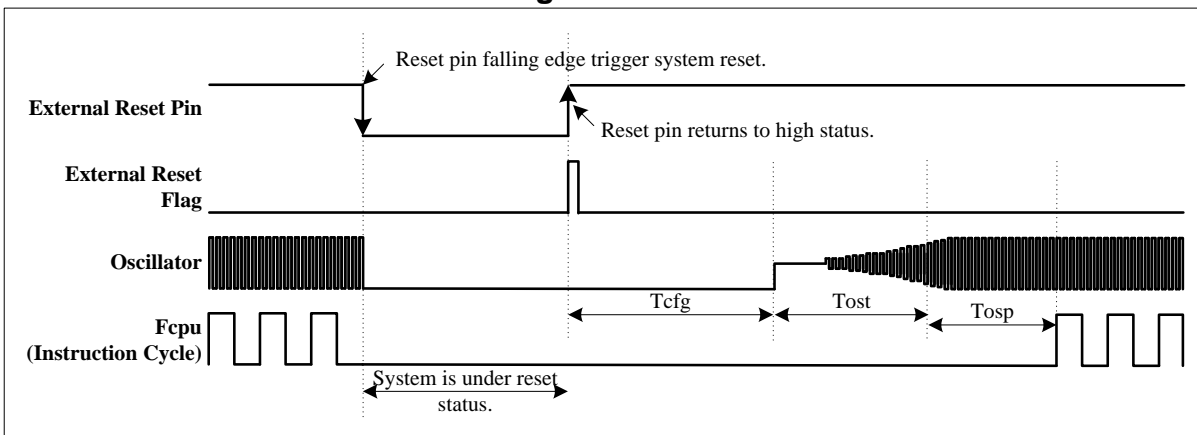 Reset pin falling edge trigger system reset.
External Reset Pin
Reset pin returns to high status.
External Reset
Flag
Oscillator
Tcfg
Tost
Tosp
Fcpu
(Instruction Cycle)
System is under reset
status.